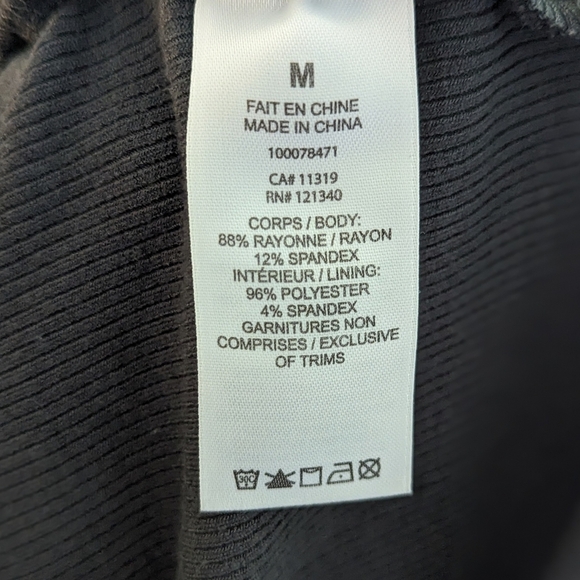 M
FAIT EN CHINE
MADE IN CHINA
100078471
CA# 11319
RN# 121340
CORPS / BODY:
88% RAYONNE / RAYON
12% SPANDEX
INTÉRIEUR / LINING:
96% POLYESTER
4% SPANDEX
GARNITURES NON
COMPRISES / EXCLUSIVE
OF TRIMS
30C